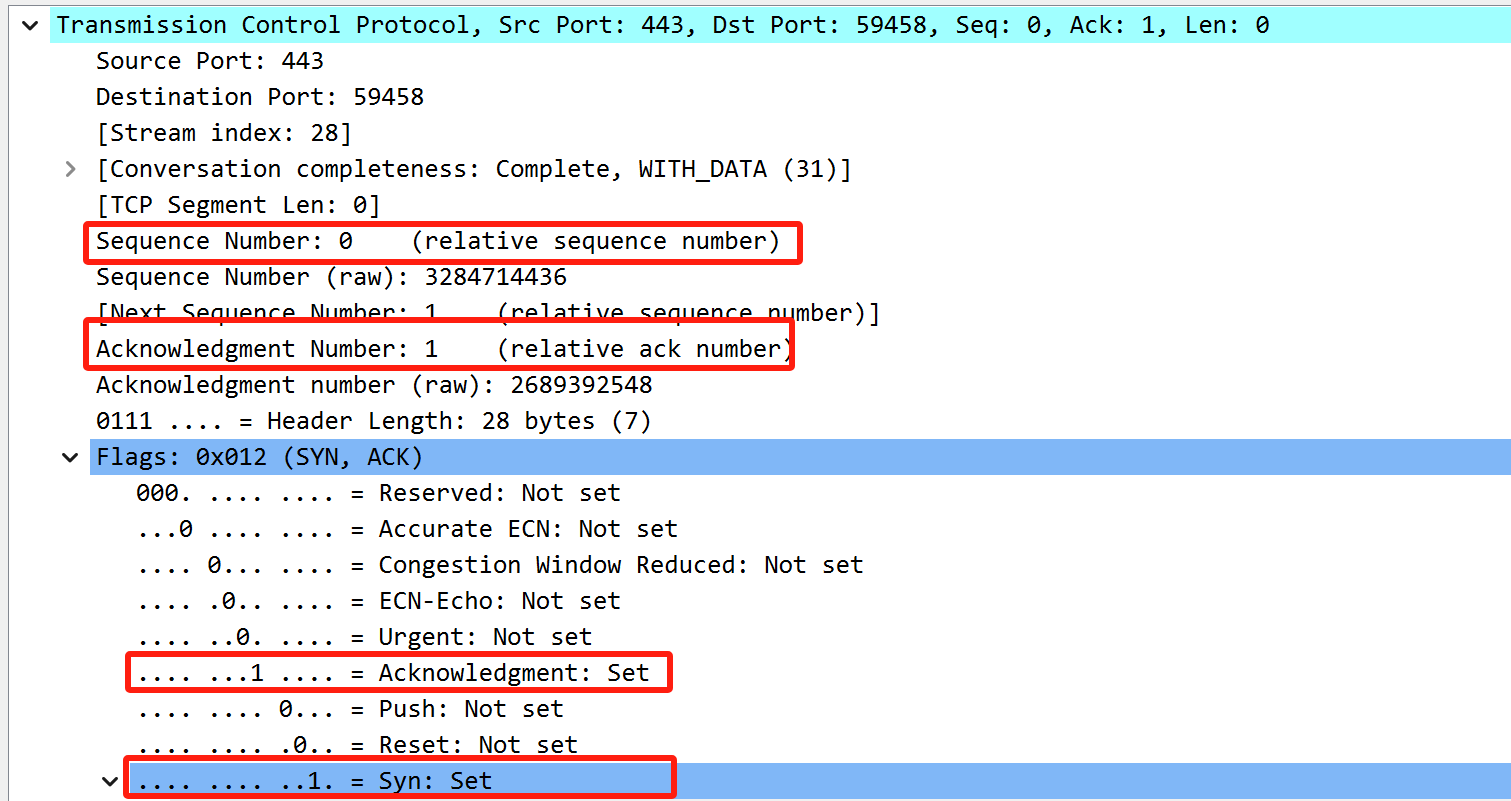 Transmission Control Protocol, Src Port: 443, Dst Port: 59458, Seq: 0, Ack: 1, Len: 0
Source Port: 443
Destination Port: 59458
[Stream index: 28]
[Conversation completeness: Complete, WITH_DATA (31)]
[TCP Segment Len: 0]
Sequence Number: 0    (relative sequence number)
Sequence Number (raw): 3284714436
[Next Sequence Number: 1    (relative sequence number)]
Acknowledgment Number: 1    (relative ack number)
Acknowledgment number (raw): 2689392548
0111 .... = Header Length: 28 bytes (7)
Flags: 0x012 (SYN, ACK)
000. .... .... = Reserved: Not set
...0 .... .... = Accurate ECN: Not set
.... 0... .... = Congestion Window Reduced: Not set
.... .0.. .... = ECN-Echo: Not set
.... ..0. .... = Urgent: Not set
.... ...1 .... = Acknowledgment: Set
.... .... 0... = Push: Not set
.... .... .0.. = Reset: Not set
.... .... ..1. = Syn: Set